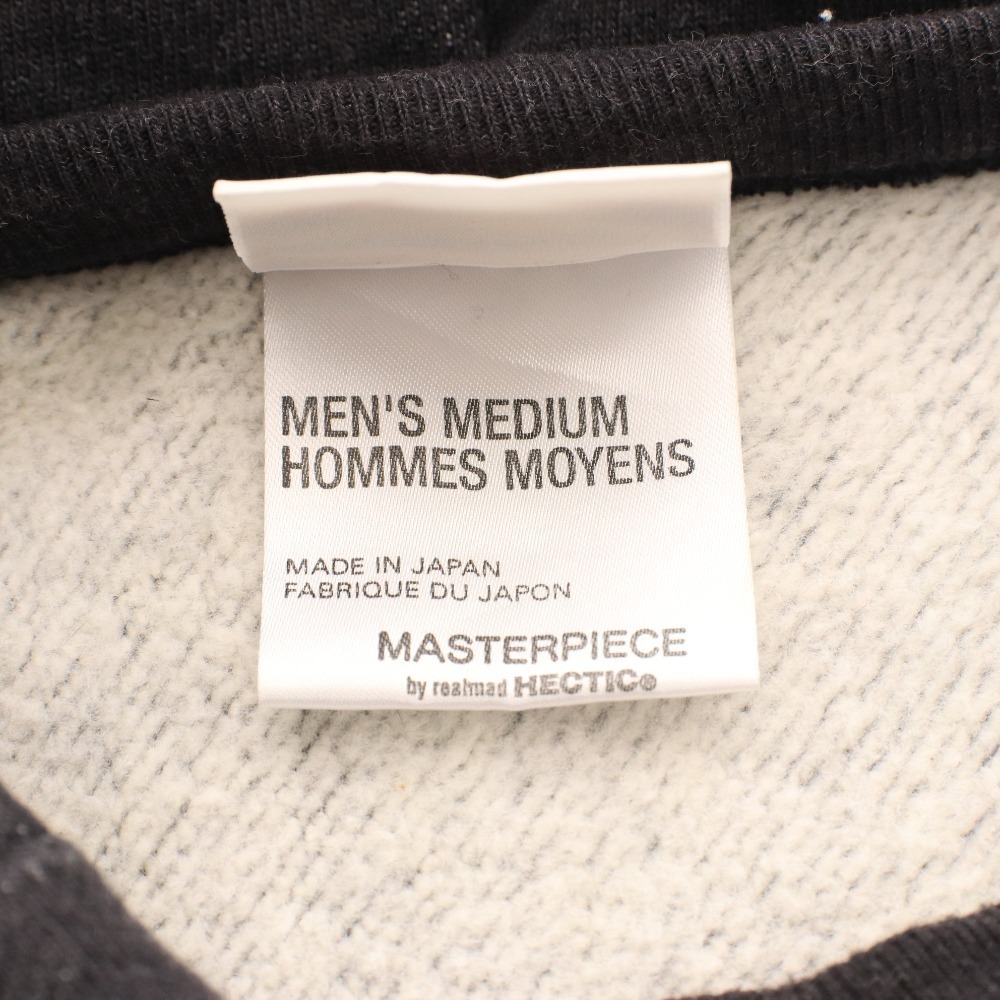 MEN'S MEDIUM
HOMMES MOYENS
MADE IN JAPAN
FABRIQUE DU JAPON
MASTERPIECE
by realmad HECTIC®